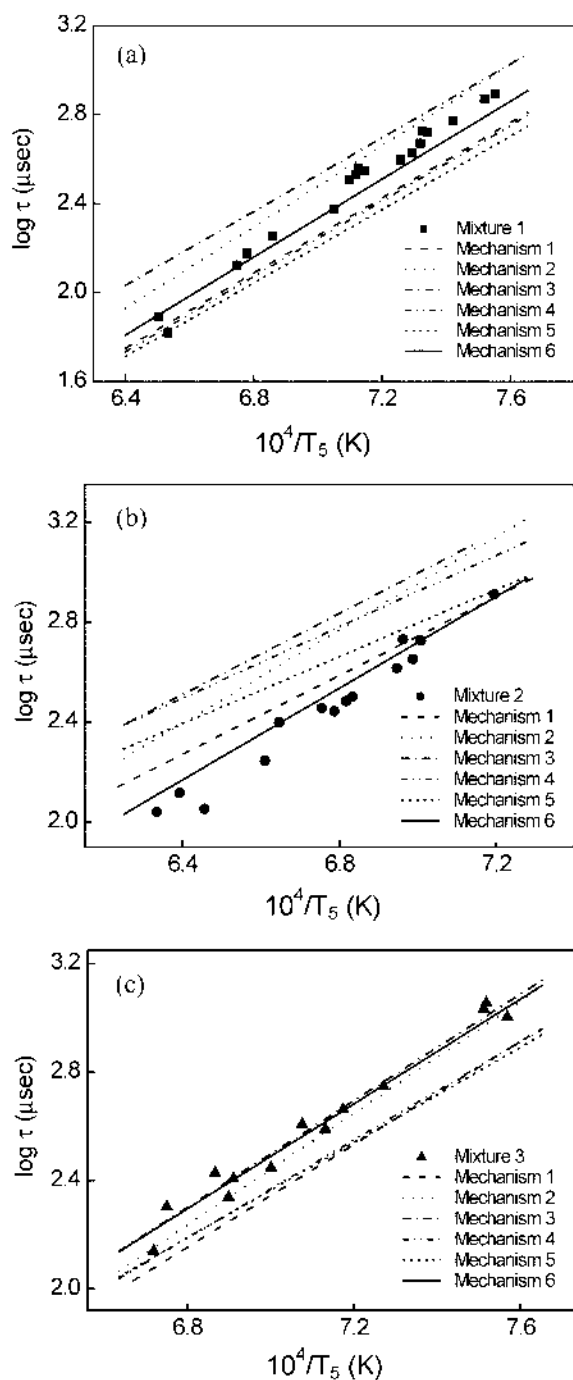 (a)
3.2
2.8
2.4
2.0
1.6
log τ (μsec)
Mixture 1
Mechanism 1
Mechanism 2
Mechanism 3
Mechanism 4
Mechanism 5
Mechanism 6
6.4 6.8 7.2 7.6
10⁴/T₅ (K)
(b)
3.2
2.8
2.4
2.0
log τ (μsec)
Mixture 2
Mechanism 1
Mechanism 2
Mechanism 3
Mechanism 4
Mechanism 5
Mechanism 6
6.4 6.8 7.2
10⁴/T₅ (K)
(c)
3.2
2.8
2.4
2.0
log τ (μsec)
Mixture 3
Mechanism 1
Mechanism 2
Mechanism 3
Mechanism 4
Mechanism 5
Mechanism 6
6.8 7.2 7.6
10⁴/T₅ (K)